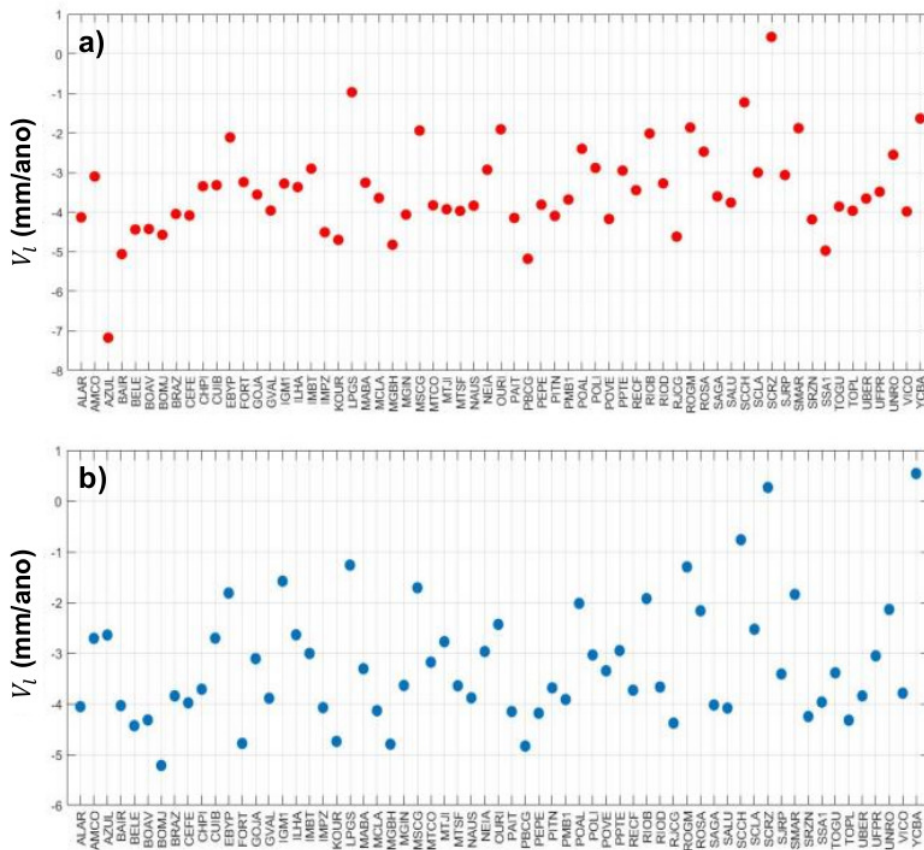 a)
V_l (mm/ano)
1
0
-1
-2
-3
-4
-5
-6
-7
-8
ALAR
AMCO
AZUL
BAIR
BELE
BOAV
BOMJ
BRAZ
CEFE
CHPI
CUIB
EBYP
FORT
GOJA
GVAL
IGM1
ILHA
IMBT
IMPZ
KOUR
LPGS
MABA
MCLA
MGBH
MGIN
MSCG
MTCO
MTJI
MTSF
NAUS
NEIA
OURI
PAIT
PBCG
PEPE
PITN
PMB1
POAL
POLI
POVE
PPTE
RECF
RIOB
RIOD
RJCG
ROGM
ROSA
SAGA
SALU
SCCH
SCLA
SCRZ
SJRP
SMAR
SRZN
SSA1
TOGU
TOPL
UBER
UFPR
UNRO
VICO
YCBA
b)
V_l (mm/ano)
1
0
-1
-2
-3
-4
-5
-6
ALAR
AMCO
AZUL
BAIR
BELE
BOAV
BOMJ
BRAZ
CEFE
CHPI
CUIB
EBYP
FORT
GOJA
GVAL
IGM1
ILHA
IMBT
IMPZ
KOUR
LPGS
MABA
MCLA
MGBH
MGIN
MSCG
MTCO
MTJI
MTSF
NAUS
NEIA
OURI
PAIT
PBCG
PEPE
PITN
PMB1
POAL
POLI
POVE
PPTE
RECF
RIOB
RIOD
RJCG
ROGM
ROSA
SAGA
SALU
SCCH
SCLA
SCRZ
SJRP
SMAR
SRZN
SSA1
TOGU
TOPL
UBER
UFPR
UNRO
VICO
YCBA